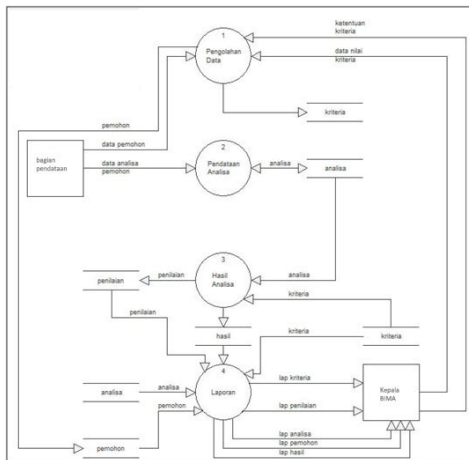 ketentuan
kriteria
1
Pengolahan
Data
data nilai
kriteria
kriteria
pemohon
data pemohon
bagian
pendataan
data analisa
pemohon
2
Pendataan
Analisa
analisa
analisa
3
Hasil
Analisa
penilaian
penilaian
analisa
kriteria
penilaian
hasil
kriteria
kriteria
4
Laporan
lap kriteria
Kepala
BIMA
analisa
analisa
lap penilaian
pemohon
pemohon
lap analisa
lap pemohon
lap hasil